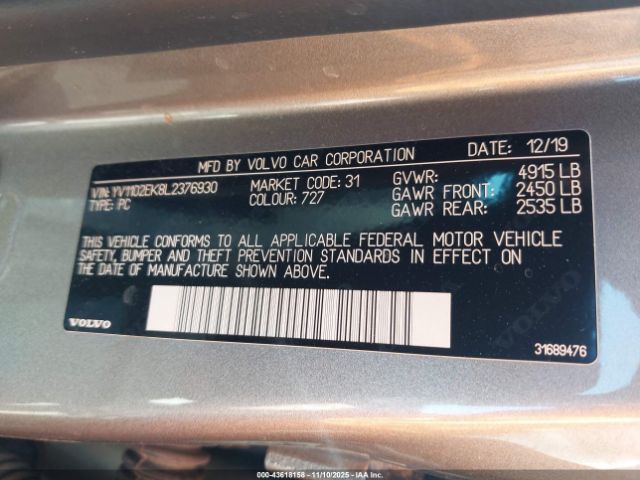 MFD BY VOLVO CAR CORPORATION DATE: 12/19
VIN: YV1102EK8L2376930 MARKET CODE: 31 GVWR: 4915 LB
TYPE: PC COLOUR: 727 GAWR FRONT: 2450 LB
GAWR REAR: 2535 LB
THIS VEHICLE CONFORMS TO ALL APPLICABLE FEDERAL MOTOR VEHICLE
SAFETY, BUMPER AND THEFT PREVENTION STANDARDS IN EFFECT ON
THE DATE OF MANUFACTURE SHOWN ABOVE.
VOLVO
31689476
000-43618158 - 11/10/2025 - IAAI.COM